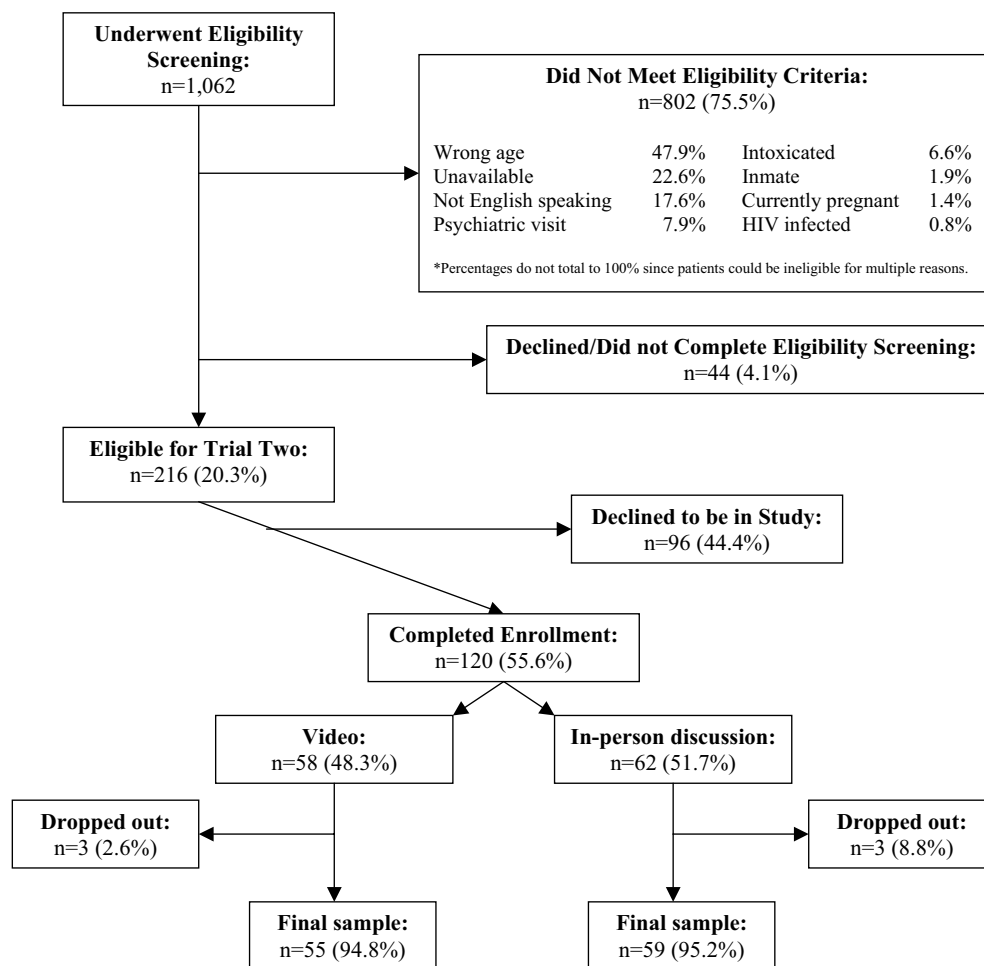 Underwent Eligibility
Screening:
n=1,062
Did Not Meet Eligibility Criteria:
n=802 (75.5%)
Wrong age 47.9% Intoxicated 6.6%
Unavailable 22.6% Inmate 1.9%
Not English speaking 17.6% Currently pregnant 1.4%
Psychiatric visit 7.9% HIV infected 0.8%
*Percentages do not total to 100% since patients could be ineligible for multiple reasons.
Declined/Did not Complete Eligibility Screening:
n=44 (4.1%)
Eligible for Trial Two:
n=216 (20.3%)
Declined to be in Study:
n=96 (44.4%)
Completed Enrollment:
n=120 (55.6%)
Video:
n=58 (48.3%)
In-person discussion:
n=62 (51.7%)
Dropped out:
n=3 (2.6%)
Dropped out:
n=3 (8.8%)
Final sample:
n=55 (94.8%)
Final sample:
n=59 (95.2%)